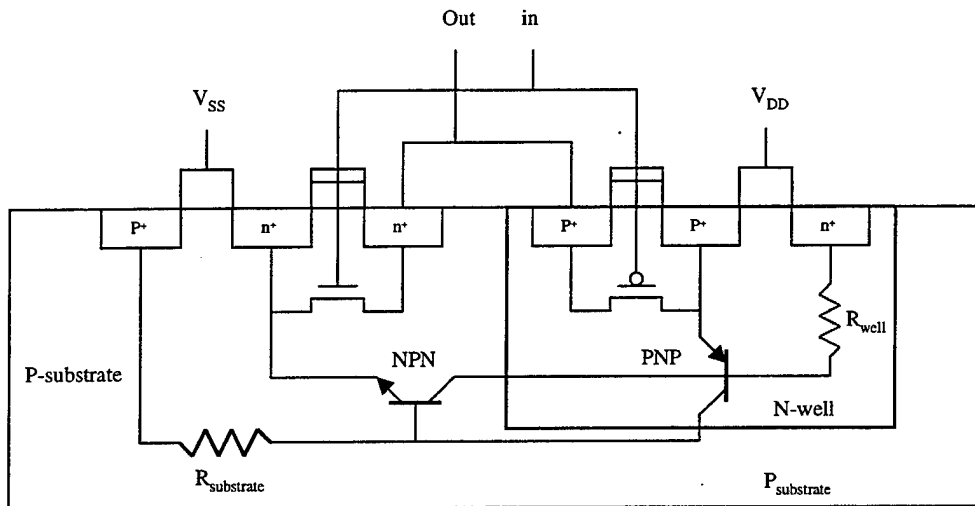 Out in
V_SS V_DD
P⁺ n⁺ n⁺ P⁺ P⁺ n⁺
R_well
NPN PNP
P-substrate
N-well
R_substrate P_substrate